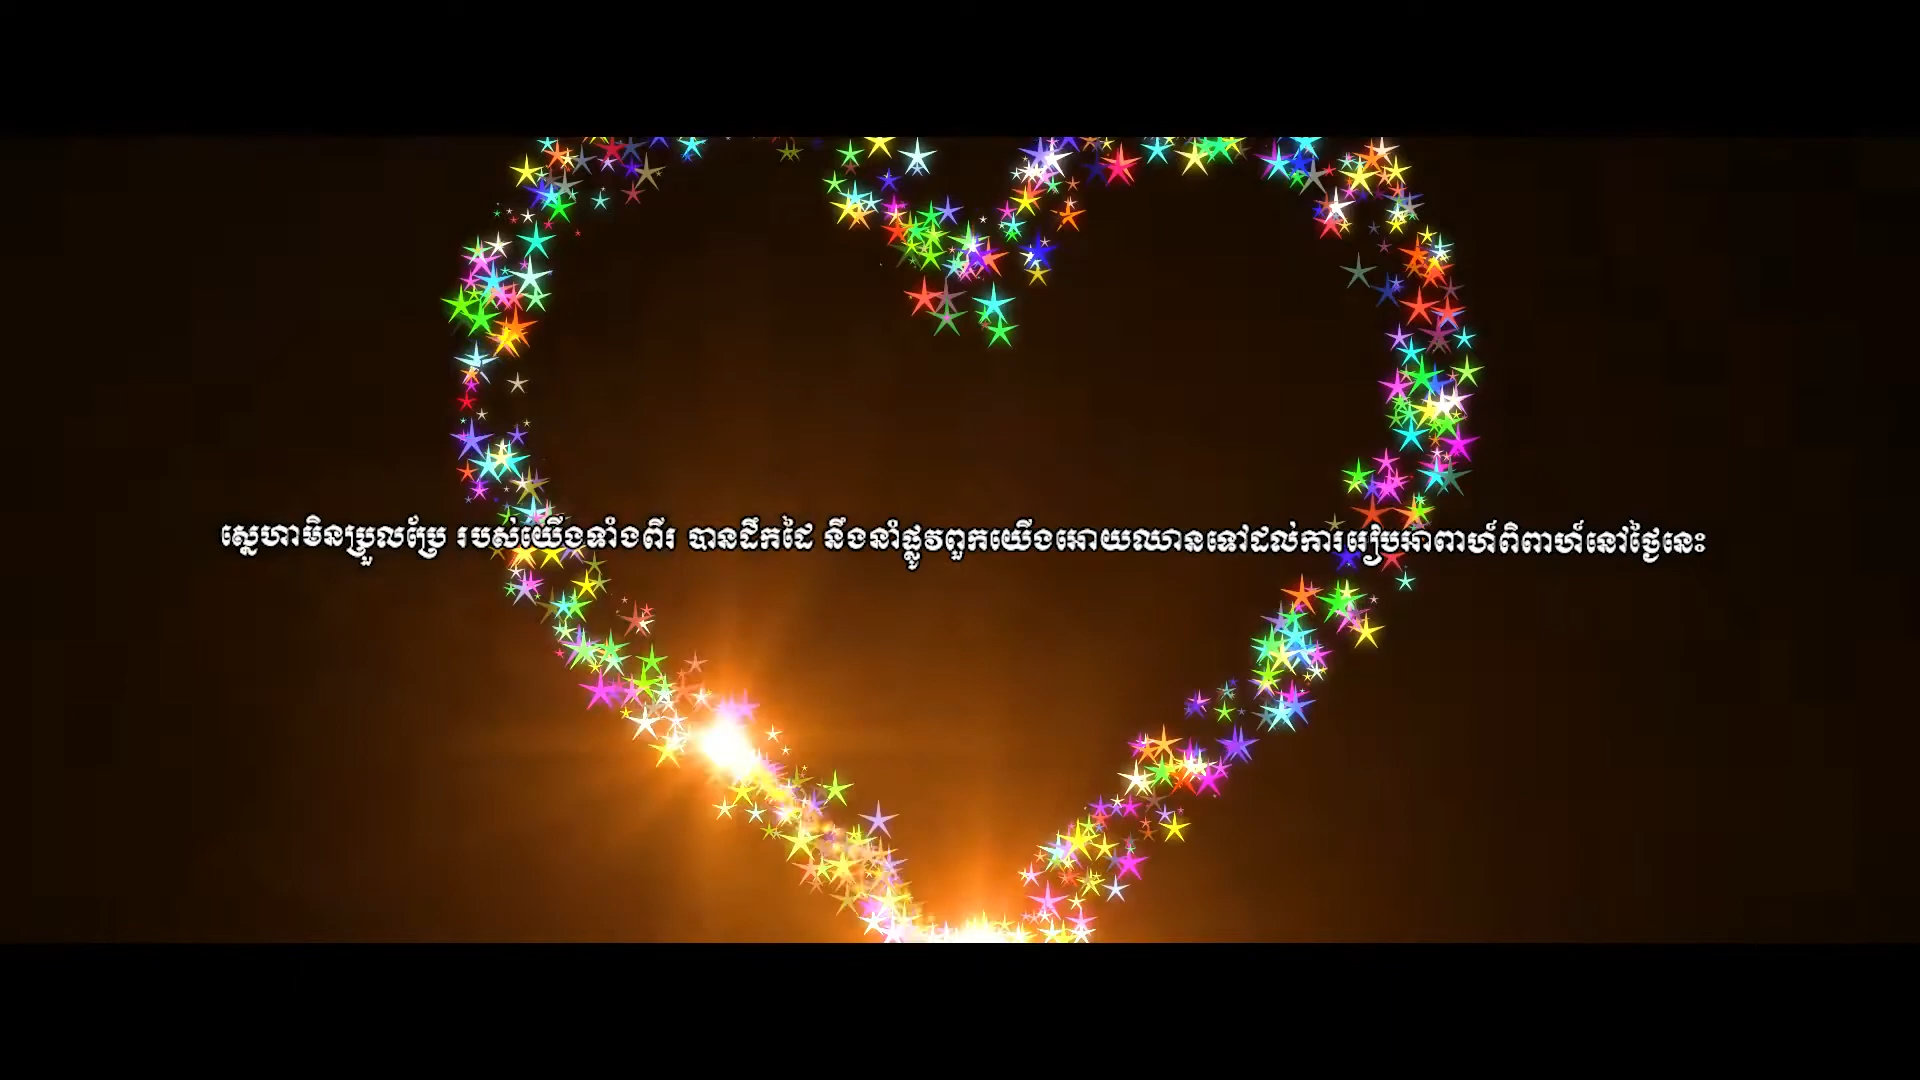 ស្នេហាមិនប្រួលប្រែ របស់យើងទាំងពីរ បានដឹកដៃ នឹងនាំផ្លូវពួកយើងអោយឈានទៅដល់ការរៀបអាពាហ៍ពិពាហ៍នៅថ្ងៃនេះ